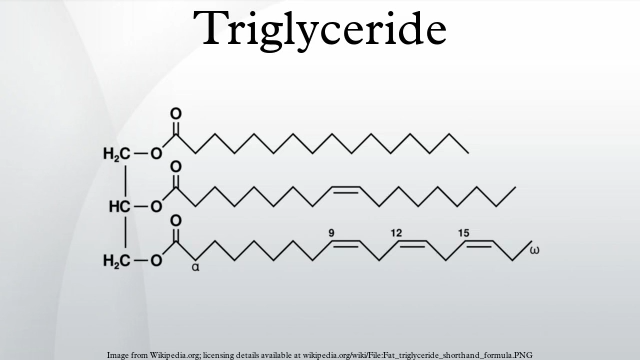 Triglyceride
O
H₂C—O
O
HC—O
O
9 12 15
H₂C—O
α
ω
Image from Wikipedia.org; licensing details available at wikipedia.org/wiki/File:Fat_triglyceride_shorthand_formula.PNG